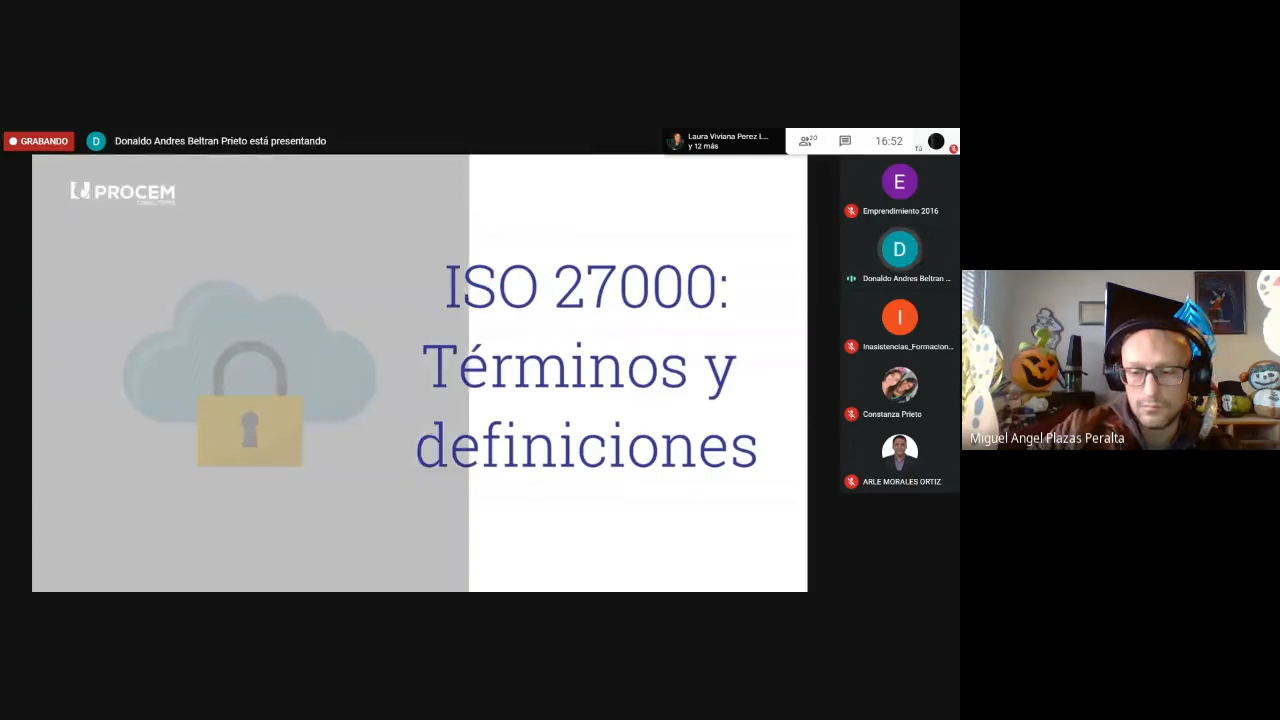 GRABANDO
D
Donaldo Andres Beltran Prieto está presentando
Laura Viviana Perez L...
y 12 más
20
16:52
Tú
PROCEM
ISO 27000:
Términos y
definiciones
E
Emprendimiento 2016
D
Donaldo Andres Beltran ...
I
Inasistencias_Formacion...
Constanza Prieto
ARLE MORALES ORTIZ
Miguel Angel Plazas Peralta